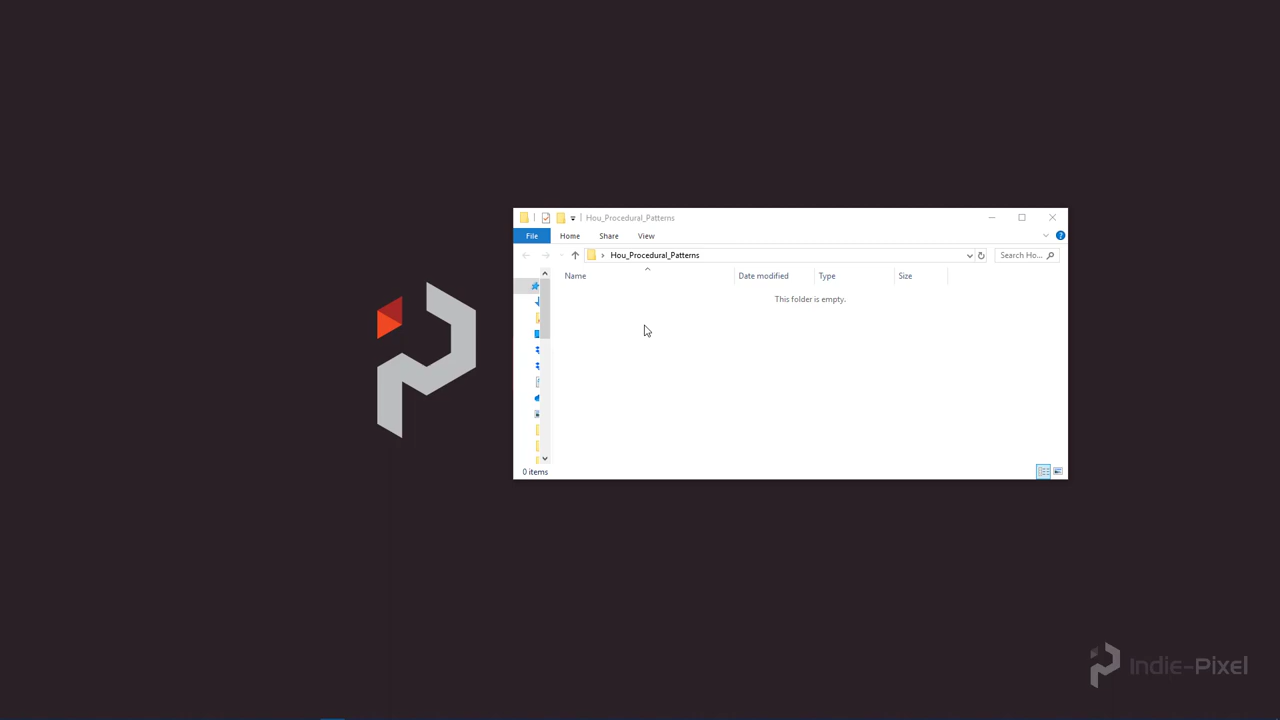 Hou_Procedural_Patterns
File Home Share View
Hou_Procedural_Patterns Search Ho...
Name Date modified Type Size
This folder is empty.
0 items
Indie-Pixel